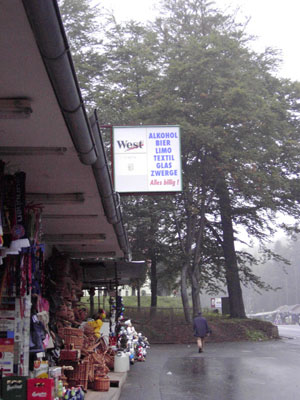 West
ALKOHOL
BIER
LIMO
TEXTIL
GLAS
ZWERGE
Alles billig!